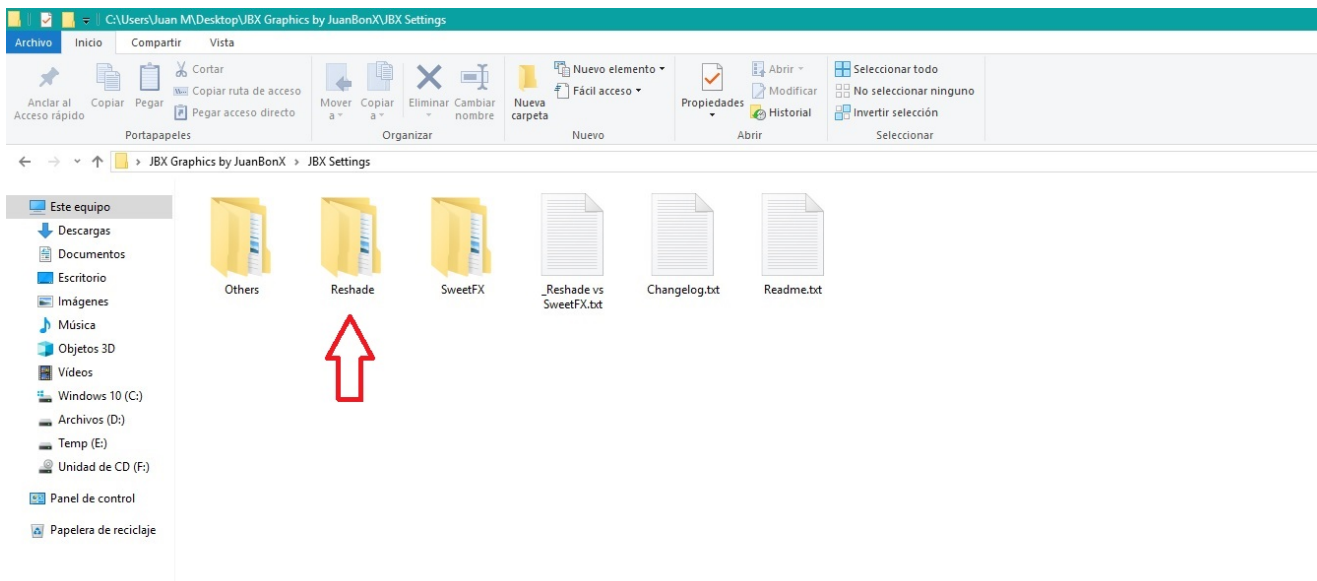 C:\Users\Juan M\Desktop\JBX Graphics by JuanBonX\JBX Settings
Archivo Inicio Compartir Vista
Anclar al
Acceso rápido
Copiar
Pegar
Cortar
Copiar ruta de acceso
Pegar acceso directo
Portapapeles
Mover
a
Copiar
a
Eliminar
Cambiar
nombre
Organizar
Nueva
carpeta
Nuevo elemento
Fácil acceso
Nuevo
Propiedades
Abrir
Modificar
Historial
Abrir
Seleccionar todo
No seleccionar ninguno
Invertir selección
Seleccionar
JBX Graphics by JuanBonX > JBX Settings
Este equipo
Descargas
Documentos
Escritorio
Imágenes
Música
Objetos 3D
Vídeos
Windows 10 (C:)
Archivos (D:)
Temp (E:)
Unidad de CD (F:)
Panel de control
Papelera de reciclaje
Others
Reshade
SweetFX
_Reshade vs
SweetFX.txt
Changelog.txt
Readme.txt